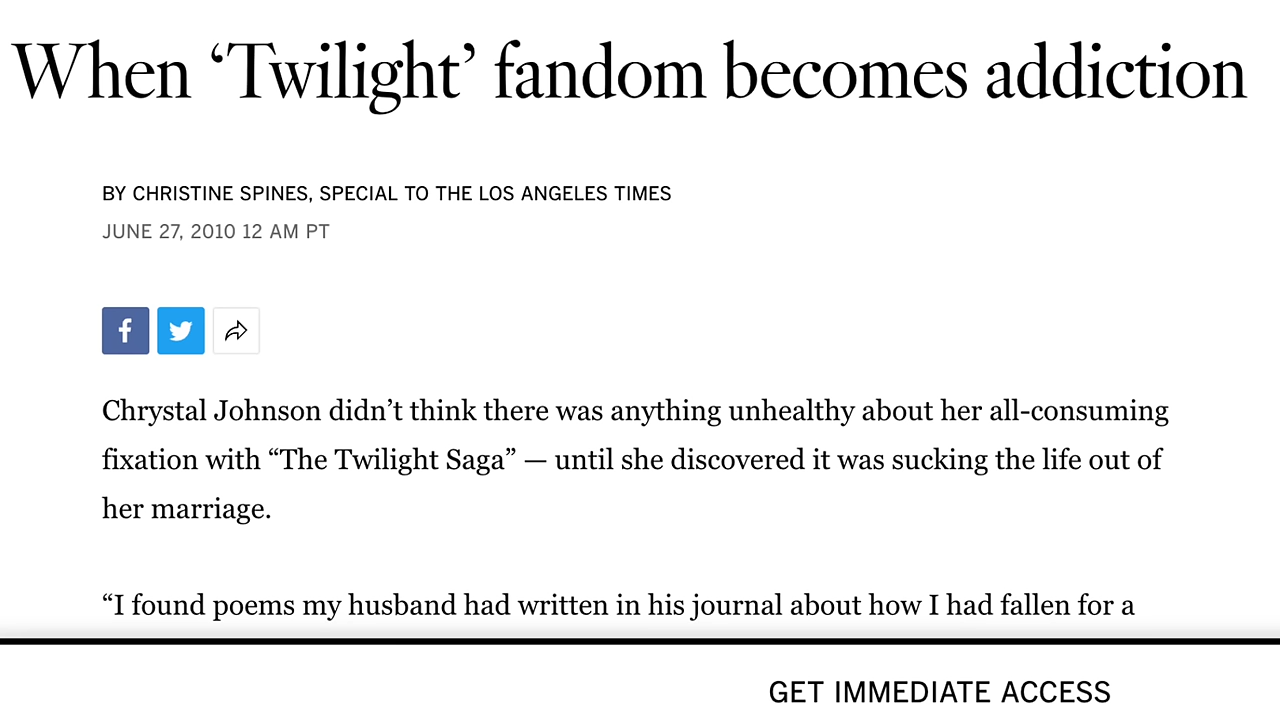 When ‘Twilight’ fandom becomes addiction
BY CHRISTINE SPINES, SPECIAL TO THE LOS ANGELES TIMES
JUNE 27, 2010 12 AM PT
Chrystal Johnson didn’t think there was anything unhealthy about her all-consuming
fixation with “The Twilight Saga” — until she discovered it was sucking the life out of
her marriage.
“I found poems my husband had written in his journal about how I had fallen for a
GET IMMEDIATE ACCESS